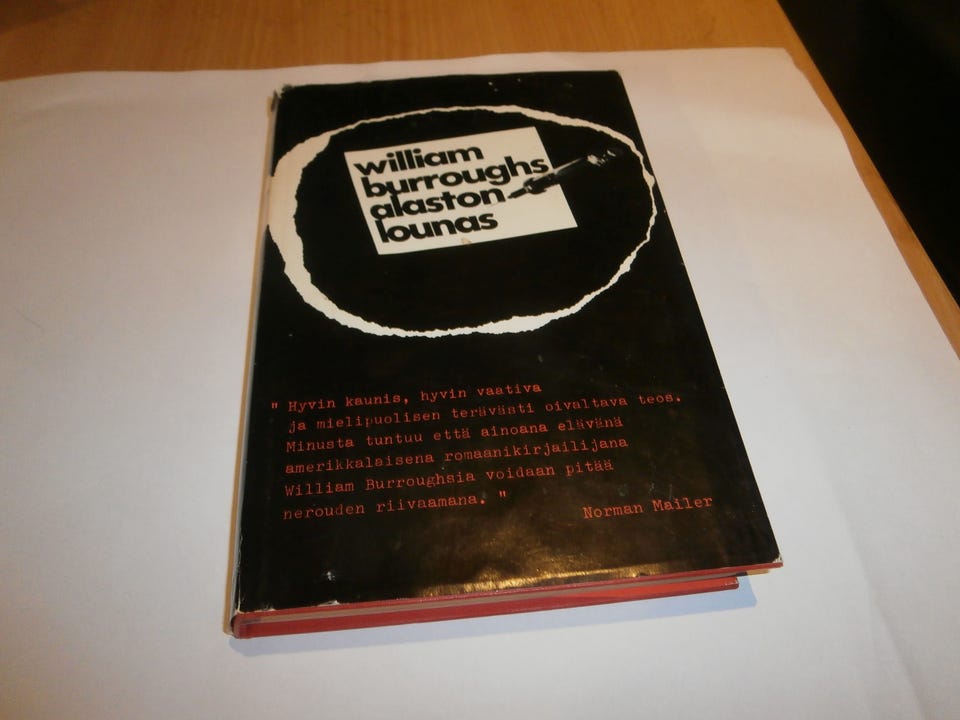 william
burroughs
alaston
lounas
" Hyvin kaunis, hyvin vaativa
ja mielipuolisen terävästi oivaltava teos.
Minusta tuntuu että ainoana elävänä
amerikkalaisena romaanikirjailijana
William Burroughsia voidaan pitää
nerouden riivaamana. "
Norman Mailer